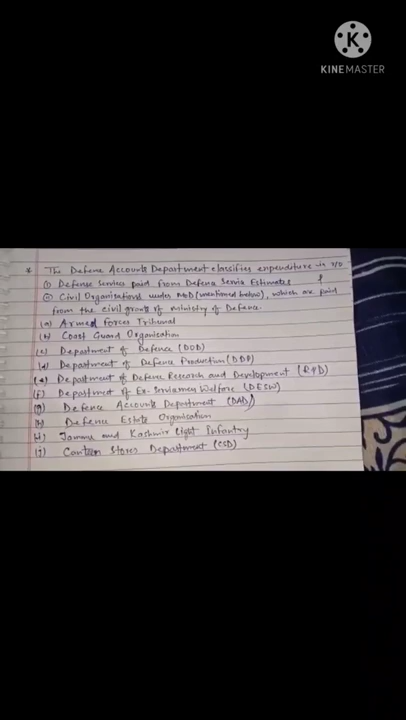 KINEMASTER
* The Defence Accounts Department classifies expenditure in r/o
(i) Defence Services paid from Defence Service Estimates &
(ii) Civil Organisations under MoD (mentioned below), which are paid
from the civil grants of ministry of Defence.
(a) Armed Forces Tribunal
(b) Coast Guard Organisation
(c) Department of Defence (DOD)
(d) Department of Defence Production (DDP)
(e) Department of Defence Research and Development (R&D)
(f) Department of Ex-Serviamen Welfare (DESW)
(g) Defence Accounts Department (DAD)
(h) Defence Estate Organisation
(i) Jammu and Kashmir Light Infantry
(j) Canteen Stores Department (CSD)